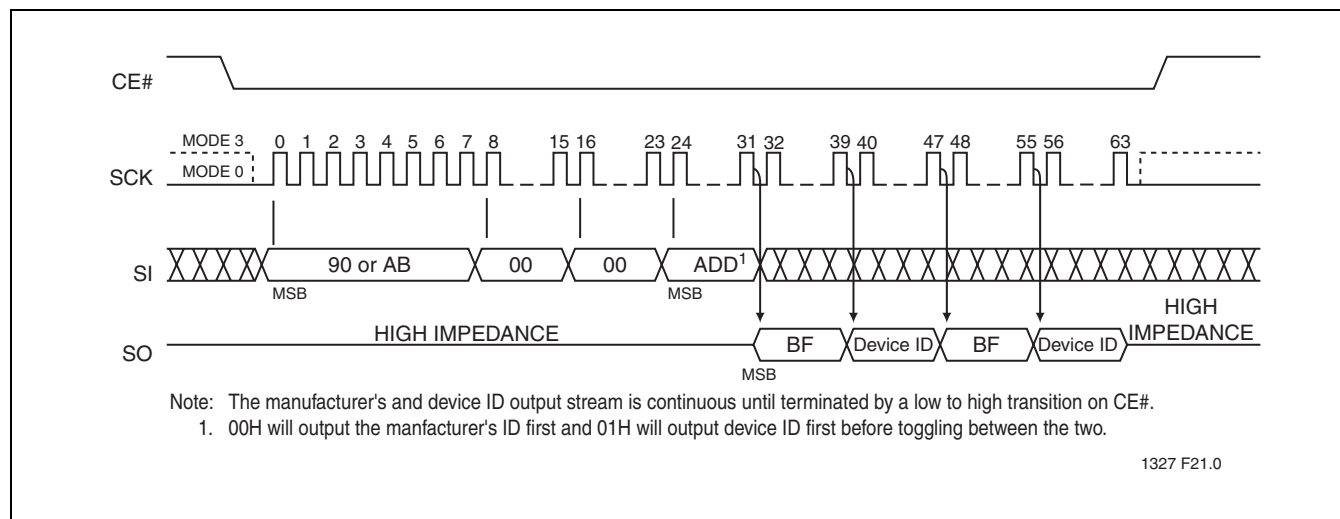 CE#
MODE 3 0 1 2 3 4 5 6 7 8 15 16 23 24 31 32 39 40 47 48 55 56 63
SCK MODE 0
SI 90 or AB 00 00 ADD1
MSB MSB
HIGH IMPEDANCE HIGH IMPEDANCE
SO BF Device ID BF Device ID
MSB
Note: The manufacturer's and device ID output stream is continuous until terminated by a low to high transition on CE#.
1. 00H will output the manfacturer's ID first and 01H will output device ID first before toggling between the two.
1327 F21.0